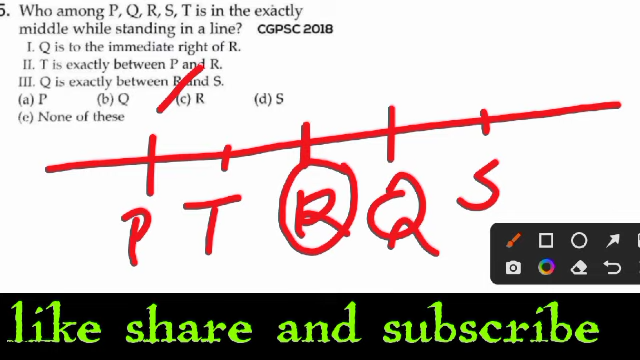 5. Who among P, Q, R, S, T is in the exactly
middle while standing in a line? CGPSC 2018
I. Q is to the immediate right of R.
II. T is exactly between P and R.
III. Q is exactly between R and S.
(a) P (b) Q (c) R (d) S
(e) None of these
P T R Q S
like share and subscribe